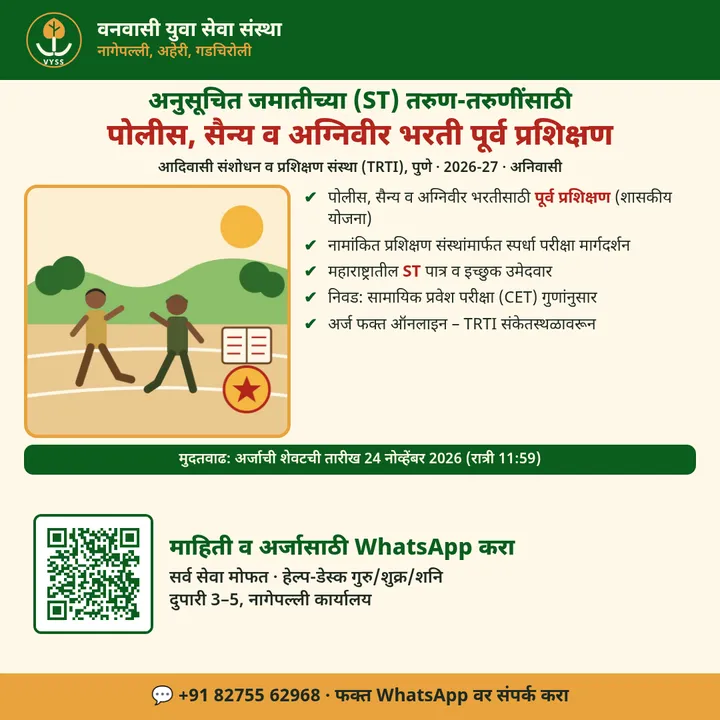 वनवासी युवा सेवा संस्था
नागेपल्ली, अहेरी, गडचिरोली
VYSS
अनुसूचित जमातीच्या (ST) तरुण-तरुणींसाठी
पोलीस, सैन्य व अग्निवीर भरती पूर्व प्रशिक्षण
आदिवासी संशोधन व प्रशिक्षण संस्था (TRTI), पुणे · 2026-27 · अनिवासी
✔ पोलीस, सैन्य व अग्निवीर भरतीसाठी पूर्व प्रशिक्षण (शासकीय
योजना)
✔ नामांकित प्रशिक्षण संस्थांमार्फत स्पर्धा परीक्षा मार्गदर्शन
✔ महाराष्ट्रातील ST पात्र व इच्छुक उमेदवार
✔ निवड: सामायिक प्रवेश परीक्षा (CET) गुणांनुसार
✔ अर्ज फक्त ऑनलाइन – TRTI संकेतस्थळावरून
मुदतवाढ: अर्जाची शेवटची तारीख 24 नोव्हेंबर 2026 (रात्री 11:59)
माहिती व अर्जासाठी WhatsApp करा
सर्व सेवा मोफत · हेल्प-डेस्क गुरु/शुक्र/शनि
दुपारी 3–5, नागेपल्ली कार्यालय
💬 +91 82755 62968 · फक्त WhatsApp वर संपर्क करा